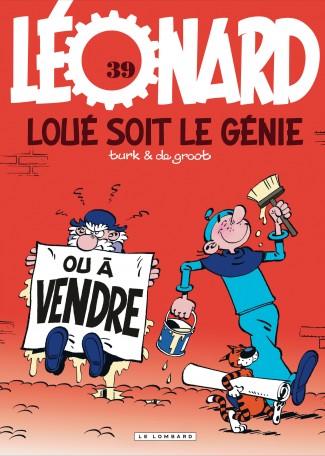 LÉONARD
39
LOUÉ SOIT LE GÉNIE
turk & de groot
OU À
VENDRE
LE LOMBARD